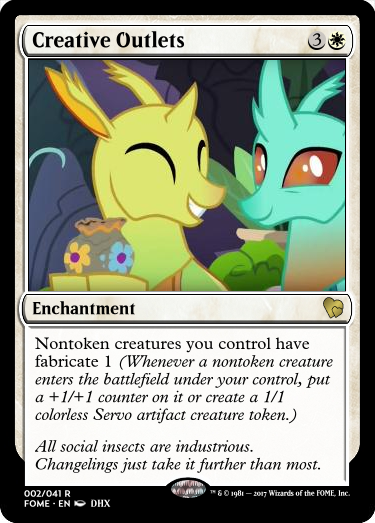 Creative Outlets 3
Enchantment
Nontoken creatures you control have
fabricate 1 (Whenever a nontoken creature
enters the battlefield under your control, put
a +1/+1 counter on it or create a 1/1
colorless Servo artifact creature token.)
All social insects are industrious.
Changelings just take it further than most.
002/041 R
FOME · EN DHX
™ & © 1981 — 2017 Wizards of the FOME, Inc.